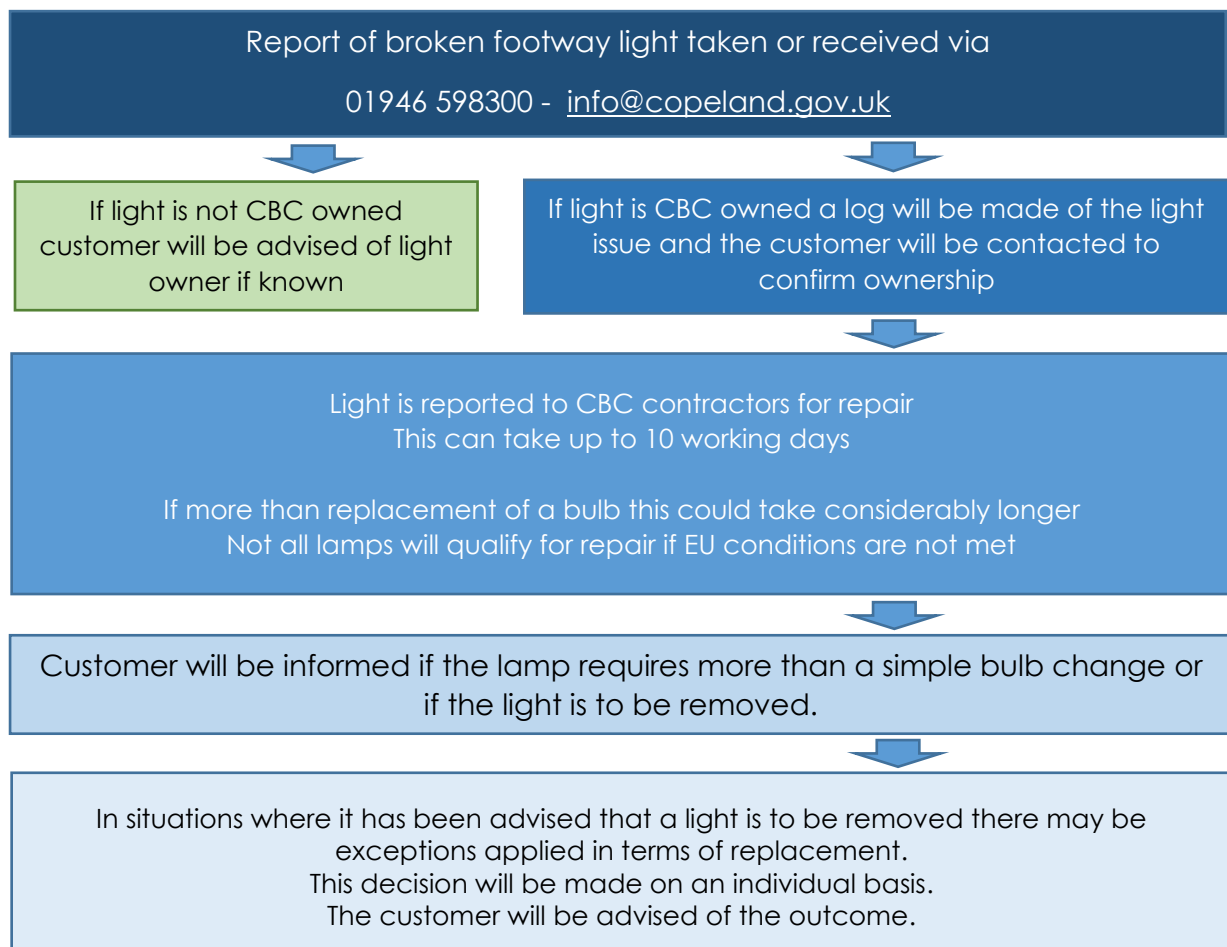 Report of broken footway light taken or received via
01946 598300 - info@copeland.gov.uk
If light is not CBC owned
customer will be advised of light
owner if known
If light is CBC owned a log will be made of the light
issue and the customer will be contacted to
confirm ownership
Light is reported to CBC contractors for repair
This can take up to 10 working days
If more than replacement of a bulb this could take considerably longer
Not all lamps will qualify for repair if EU conditions are not met
Customer will be informed if the lamp requires more than a simple bulb change or
if the light is to be removed.
In situations where it has been advised that a light is to be removed there may be
exceptions applied in terms of replacement.
This decision will be made on an individual basis.
The customer will be advised of the outcome.